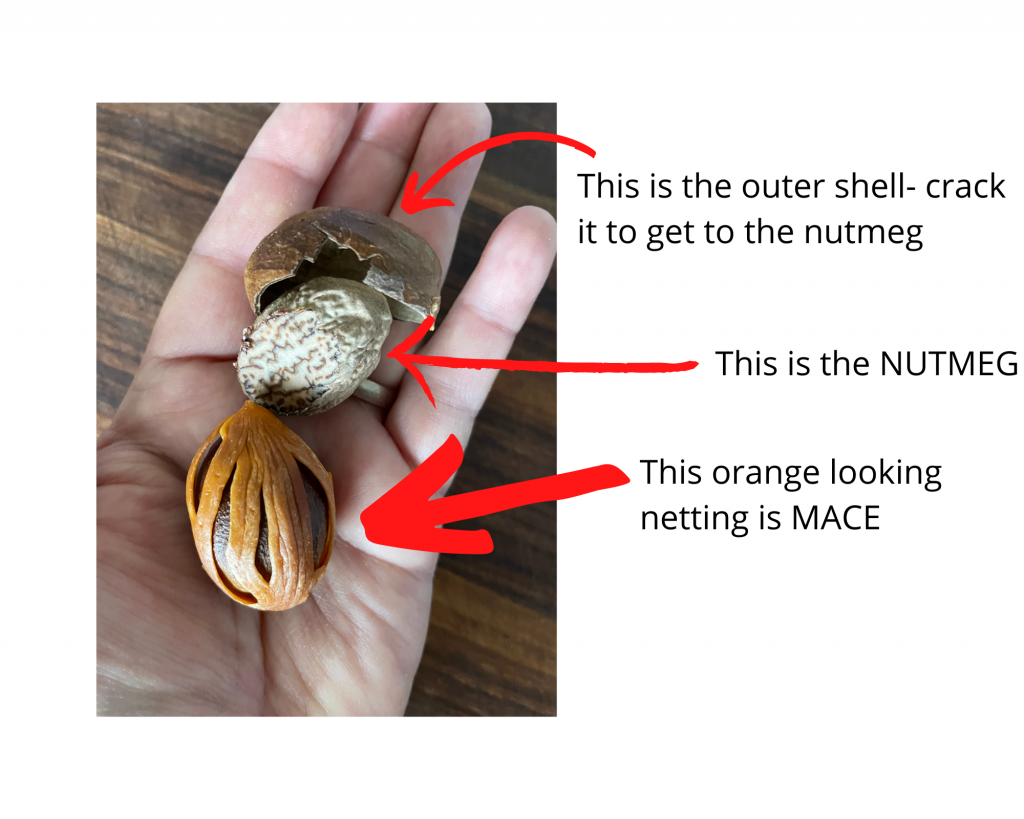 This is the outer shell- crack
it to get to the nutmeg
This is the NUTMEG
This orange looking
netting is MACE